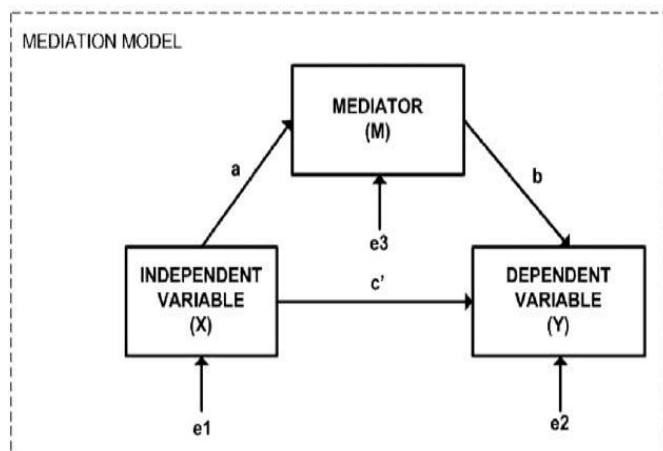 MEDIATION MODEL
MEDIATOR
(M)
a
b
e3
INDEPENDENT
VARIABLE
(X)
c’
DEPENDENT
VARIABLE
(Y)
e1
e2